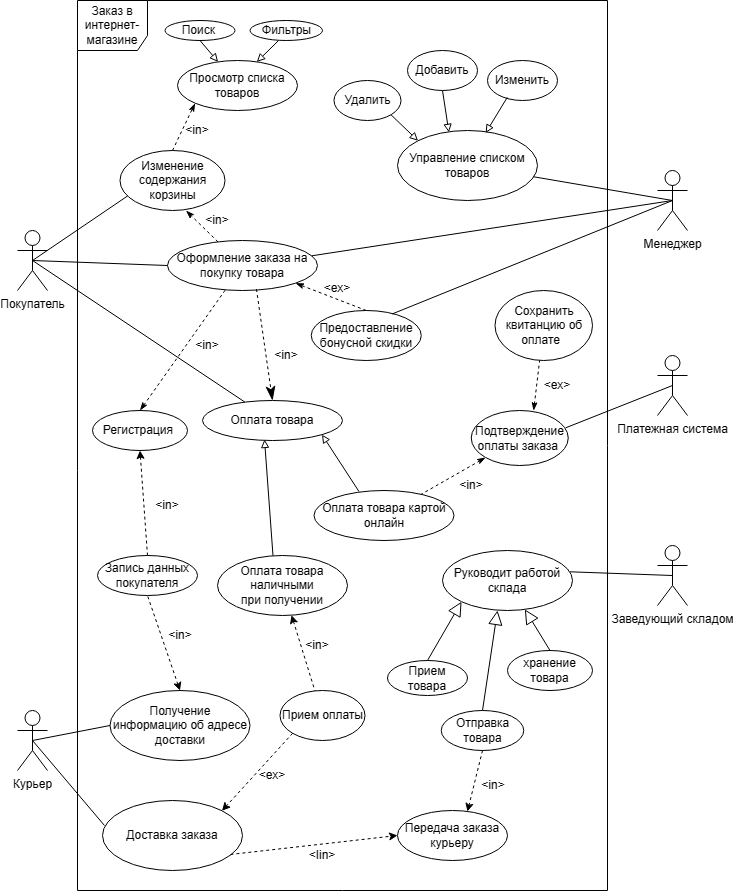 Заказ в
интернет-
магазине
Поиск
Фильтры
Просмотр списка
товаров
Добавить
Изменить
Удалить
<in>
Управление списком
товаров
Изменение
содержания
корзины
<in>
Менеджер
Покупатель
Оформление заказа на
покупку товара
<ex>
Предоставление
бонусной скидки
Сохранить
квитанцию об
оплате
<in>
<in>
<ex>
Регистрация
Оплата товара
Подтверждение
оплаты заказа
Платежная система
<in>
Оплата товара картой
онлайн
<in>
Запись данных
покупателя
Оплата товара
наличными
при получении
Руководит работой
склада
Заведующий складом
<in>
<in>
Прием
товара
хранение
товара
Получение
информацию об адресе
доставки
Прием оплаты
Отправка
товара
Курьер
<ex>
<in>
Доставка заказа
Передача заказа
курьеру
<lin>